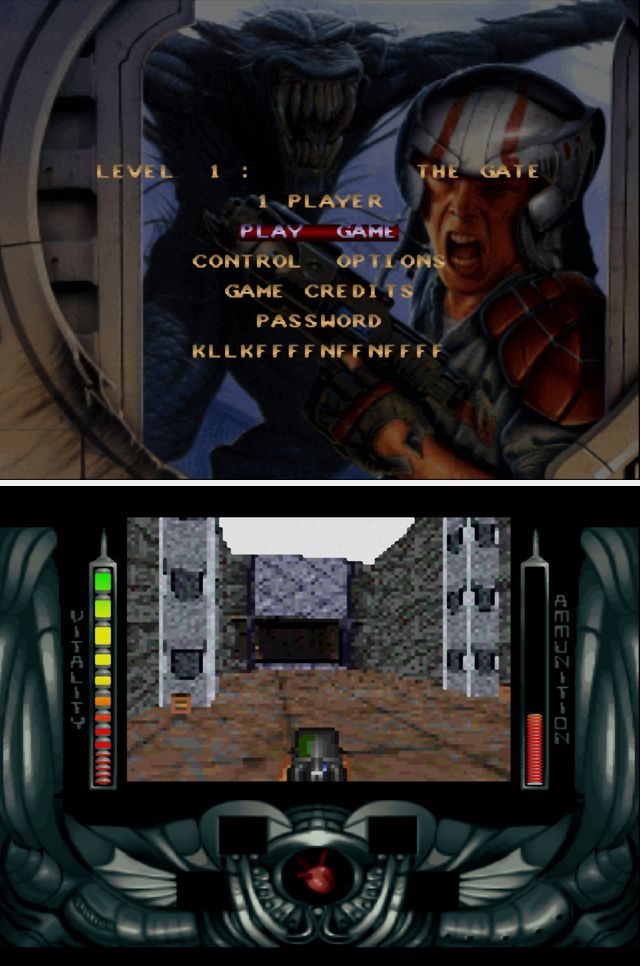 LEVEL 1 : THE GATE
1 PLAYER
PLAY GAME
CONTROL OPTIONS
GAME CREDITS
PASSWORD
KLLKFFFFNFFNFFFF
VITALITY
AMMUNITION